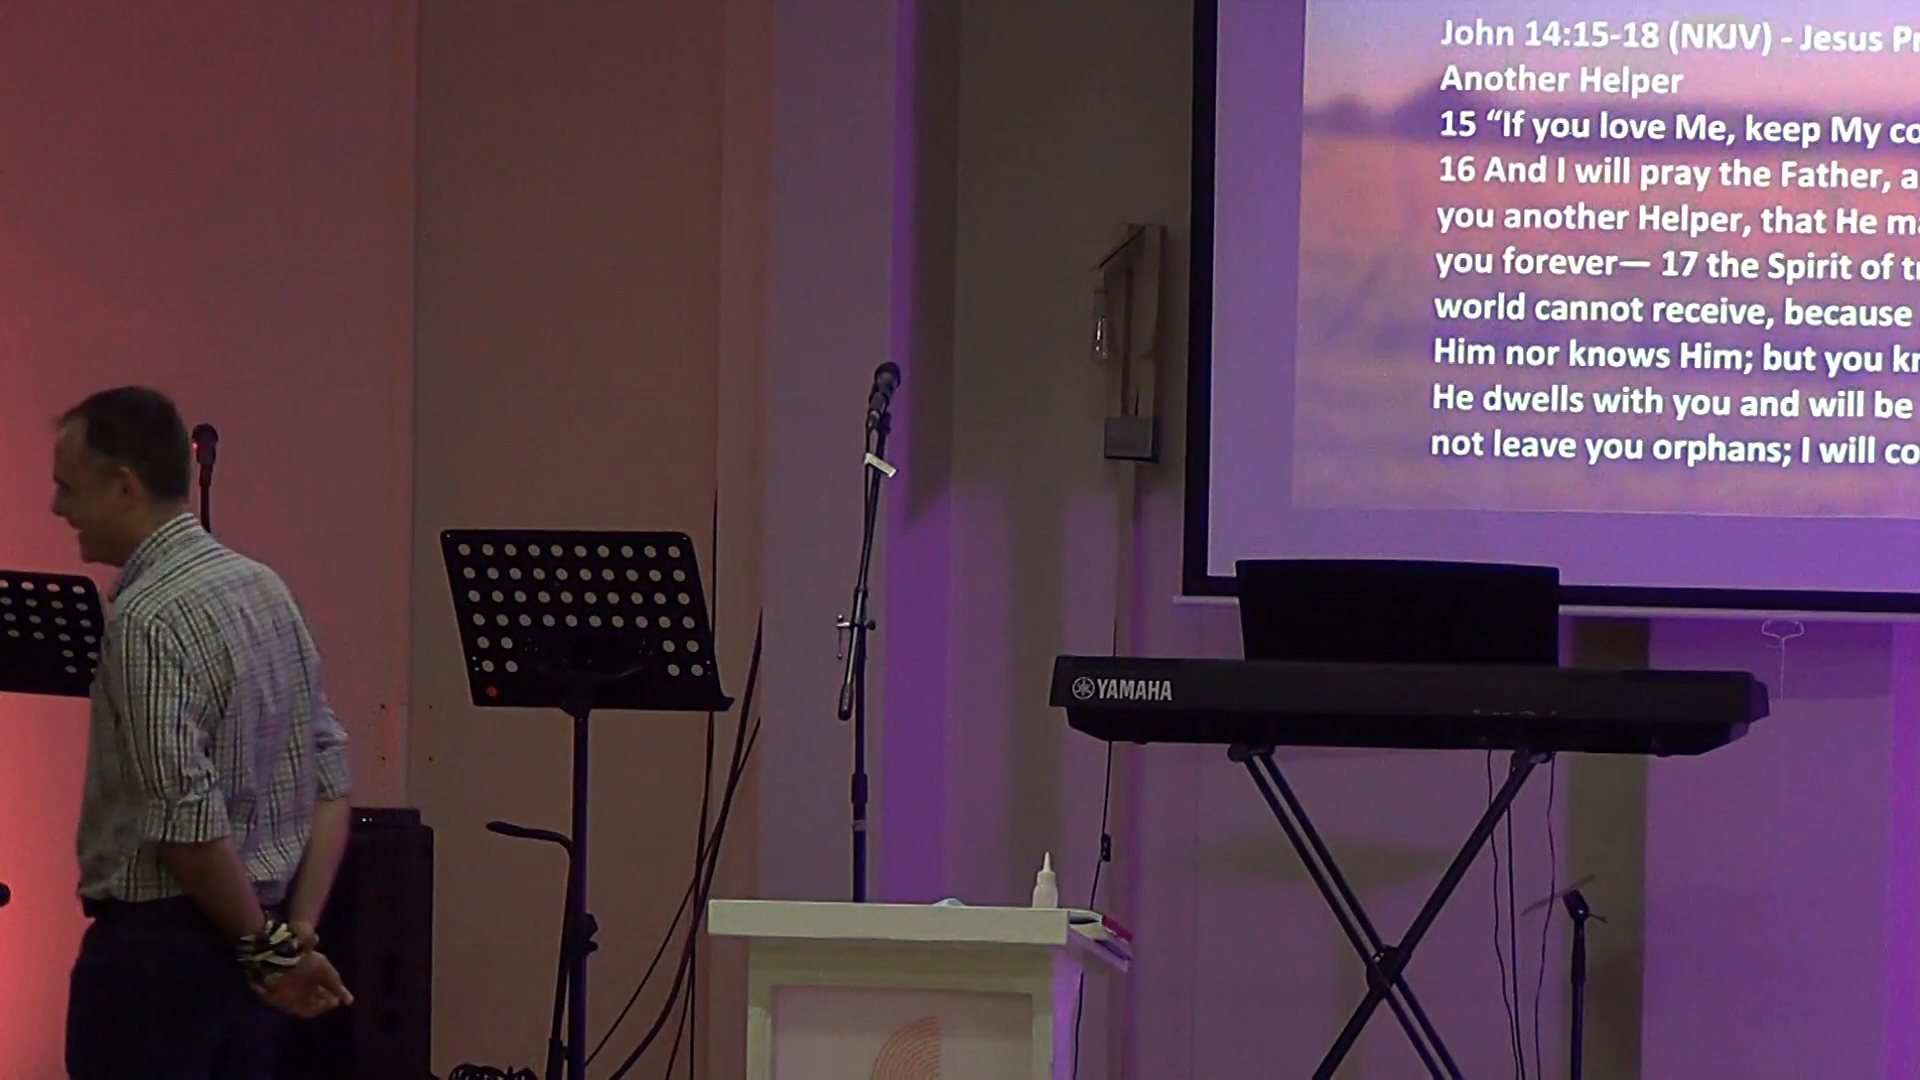 John 14:15-18 (NKJV) - Jesus
Another Helper
15 “If you love Me, keep My
16 And I will pray the Father,
you another Helper, that He
you forever— 17 the Spirit of
world cannot receive, because
Him nor knows Him; but you
He dwells with you and will be
not leave you orphans; I will
YAMAHA